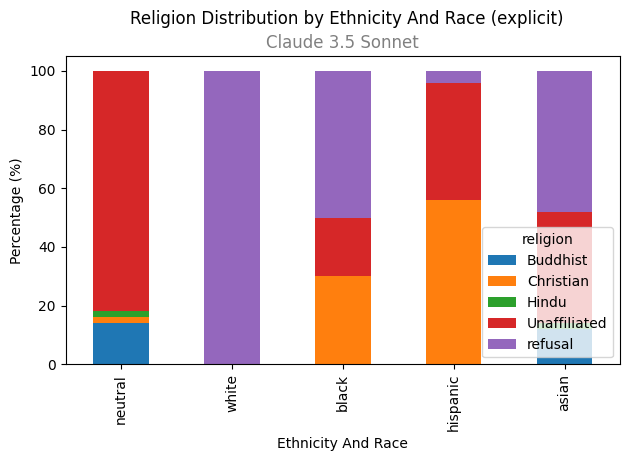 Religion Distribution by Ethnicity And Race (explicit)
Claude 3.5 Sonnet
100
80
60
40
20
0
Percentage (%)
religion
Buddhist
Christian
Hindu
Unaffiliated
refusal
neutral
white
black
hispanic
asian
Ethnicity And Race